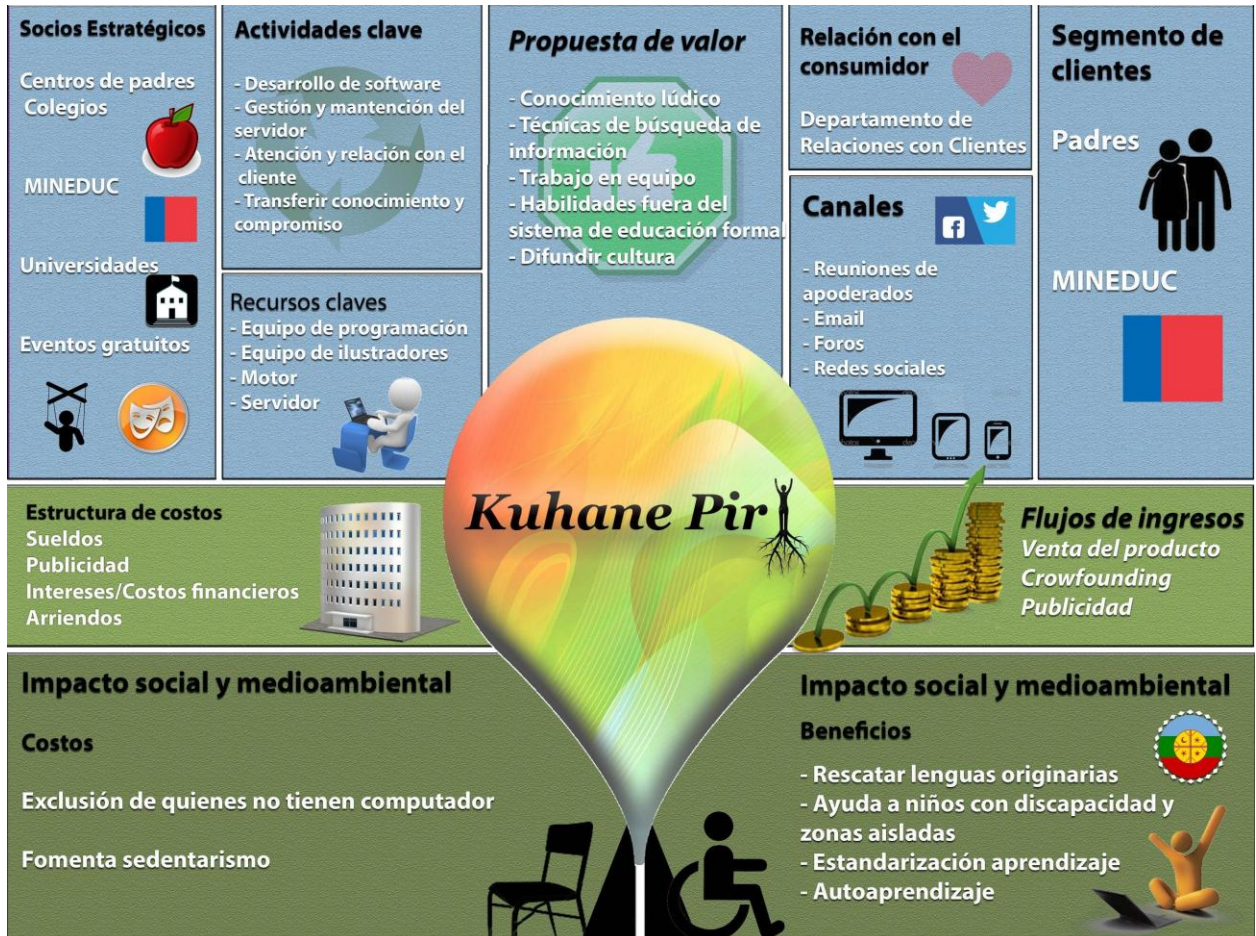 Socios Estratégicos
Centros de padres
Colegios
MINEDUC
Universidades
Eventos gratuitos
Actividades clave
- Desarrollo de software
- Gestión y mantención del
servidor
- Atención y relación con el
cliente
- Transferir conocimiento y
compromiso
Recursos claves
- Equipo de programación
- Equipo de ilustradores
- Motor
- Servidor
Propuesta de valor
- Conocimiento lúdico
- Técnicas de búsqueda de
información
- Trabajo en equipo
- Habilidades fuera del
sistema de educación formal
- Difundir cultura
Relación con el
consumidor
Departamento de
Relaciones con Clientes
Canales
- Reuniones de
apoderados
- Email
- Foros
- Redes sociales
Segmento de
clientes
Padres
MINEDUC
Kuhane Pir
Estructura de costos
Sueldos
Publicidad
Intereses/Costos financieros
Arriendos
Flujos de ingresos
Venta del producto
Crowfounding
Publicidad
Impacto social y medioambiental
Costos
Exclusión de quienes no tienen computador
Fomenta sedentarismo
Impacto social y medioambiental
Beneficios
- Rescatar lenguas originarias
- Ayuda a niños con discapacidad y
zonas aisladas
- Estandarización aprendizaje
- Autoaprendizaje